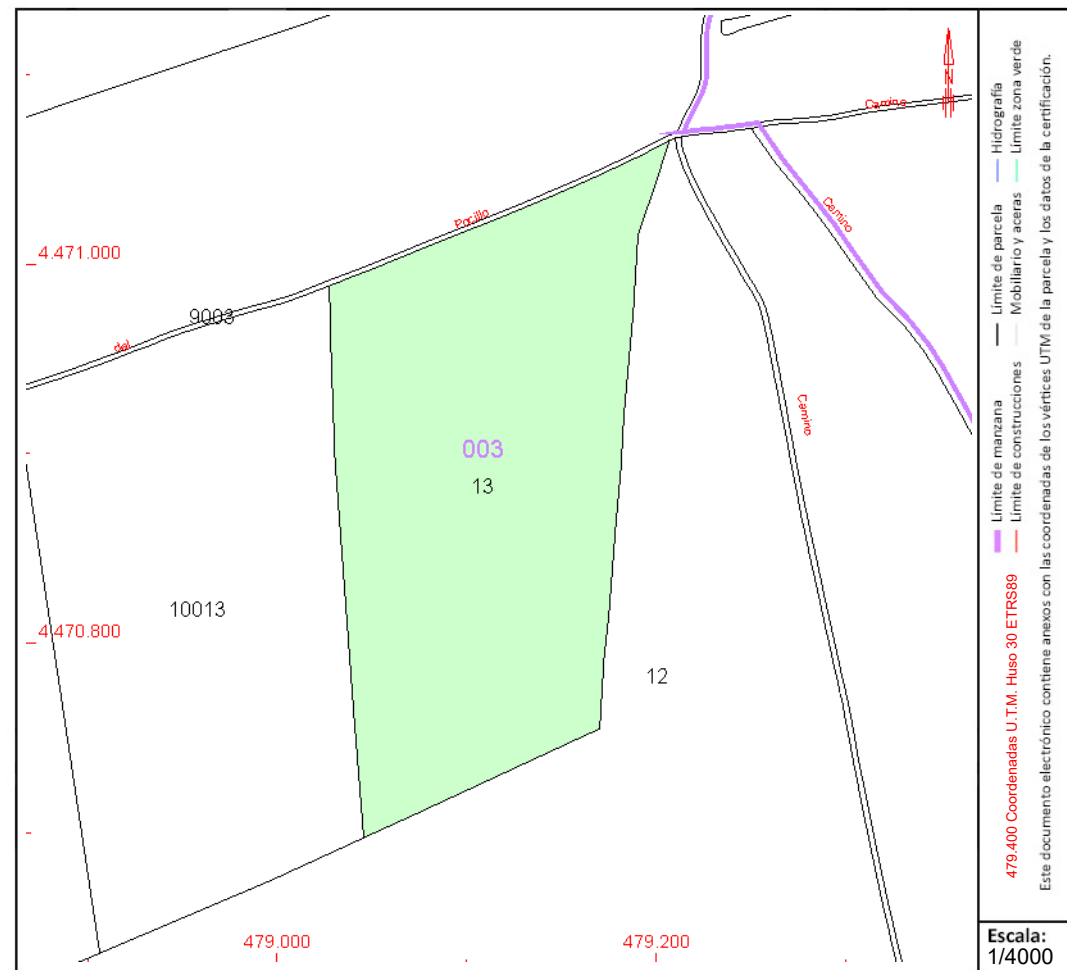 Camino
Pocillo
Camino
4.471.000
9003
del
Camino
003
13
10013
4.470.800
12
479.000
479.200
N
Límite de manzana
Límite de parcela
Hidrografía
Límite de construcciones
Mobiliario y aceras
Límite zona verde
479.400 Coordenadas U.T.M. Huso 30 ETRS89
Este documento electrónico contiene anexos con las coordenadas de los vértices UTM de la parcela y los datos de la certificación.
Escala:
1/4000